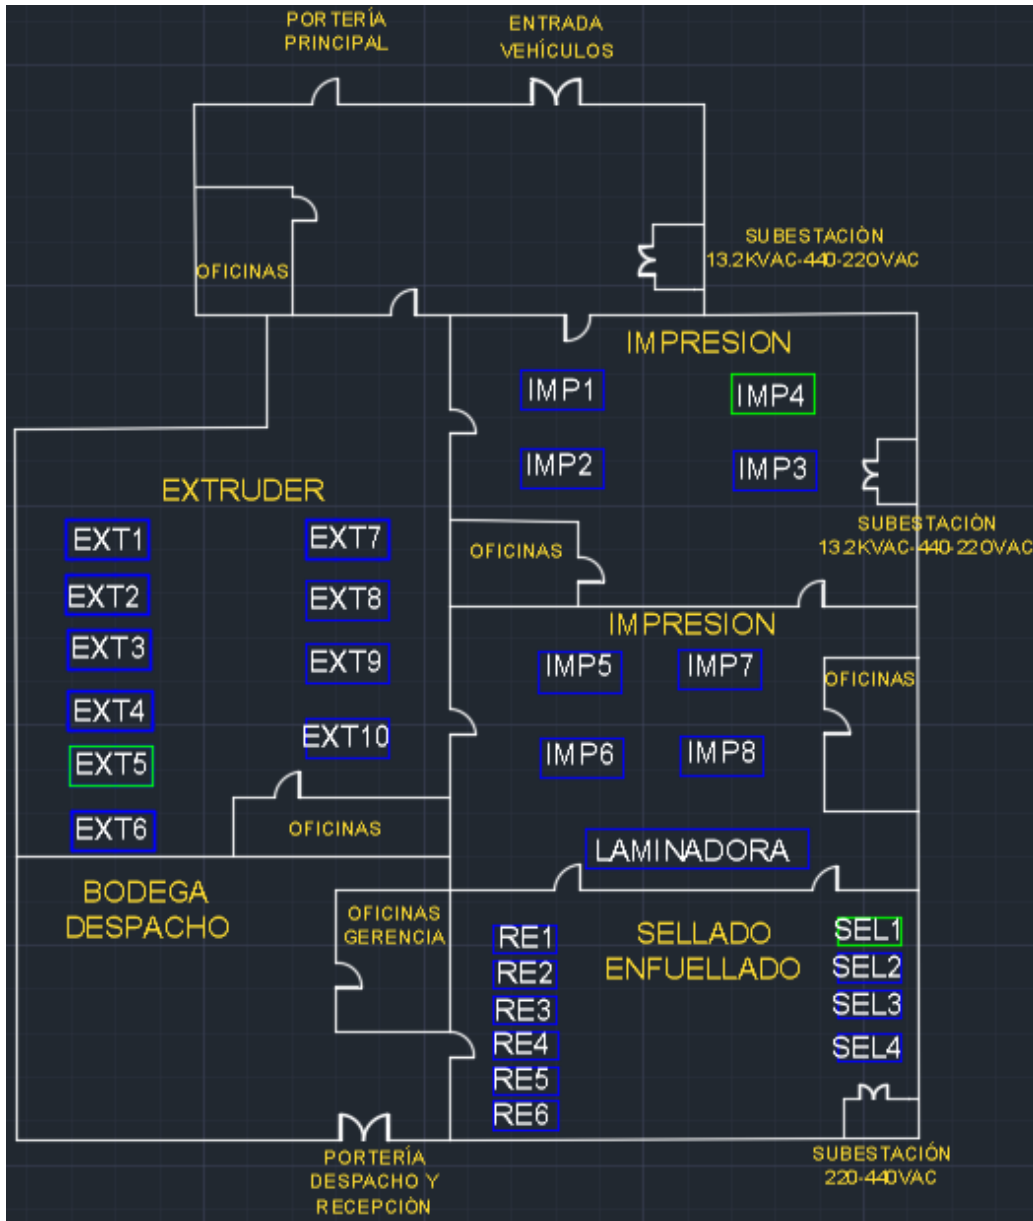 PORTERÍA
PRINCIPAL
ENTRADA
VEHÍCULOS
OFICINAS
SUBESTACIÒN
13.2KVAC-440-220VAC
IMPRESION
IMP1
IMP4
IMP2
IMP3
SUBESTACIÒN
13.2KVAC-440-220VAC
OFICINAS
EXTRUDER
EXT1
EXT7
EXT2
EXT8
EXT3
EXT9
EXT4
EXT10
EXT5
EXT6
OFICINAS
IMPRESION
IMP5
IMP7
OFICINAS
IMP6
IMP8
LAMINADORA
BODEGA
DESPACHO
OFICINAS
GERENCIA
SELLADO
ENFUELLADO
RE1
RE2
RE3
RE4
RE5
RE6
SEL1
SEL2
SEL3
SEL4
PORTERÍA
DESPACHO Y
RECEPCIÒN
SUBESTACIÓN
220-440VAC